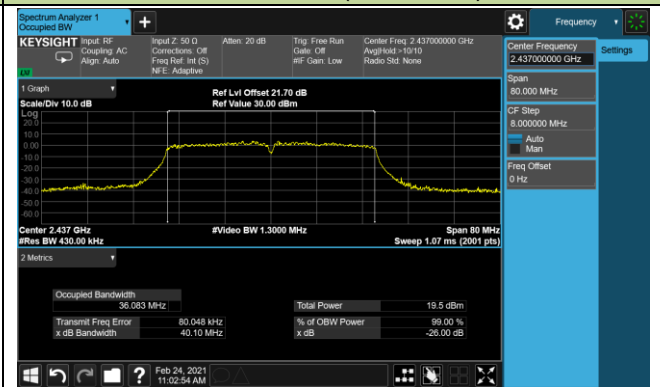 Spectrum Analyzer 1
Occupied BW
+
Frequency
KEYSIGHT
Input: RF
Coupling: AC
Align: Auto
Input Z: 50 Ω
Corrections: Off
Freq Ref: Int (S)
NFE: Adaptive
Atten: 20 dB
Trig: Free Run
Gate: Off
#IF Gain: Low
Center Freq: 2.437000000 GHz
Avg|Hold:>10/10
Radio Std: None
Center Frequency
2.437000000 GHz
Settings
Span
80.000 MHz
CF Step
8.000000 MHz
Auto
Man
Freq Offset
0 Hz
1 Graph
Scale/Div 10.0 dB
Ref Lvl Offset 21.70 dB
Ref Value 30.00 dBm
Log
20.0
10.0
0.00
-10.0
-20.0
-30.0
-40.0
-50.0
-60.0
Center 2.437 GHz
#Video BW 1.3000 MHz
Span 80 MHz
#Res BW 430.00 kHz
Sweep 1.07 ms (2001 pts)
2 Metrics
Occupied Bandwidth
36.083 MHz
Total Power 19.5 dBm
Transmit Freq Error 80.048 kHz
% of OBW Power 99.00 %
x dB Bandwidth 40.10 MHz
x dB -26.00 dB
?
Feb 24, 2021
11:02:54 AM